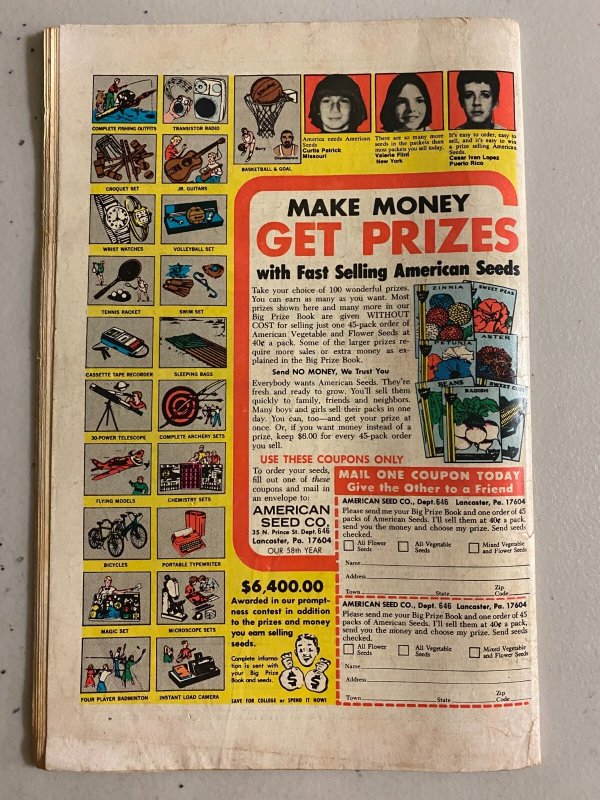 COMPLETE FISHING OUTFITS
TRANSISTOR RADIO
CROQUET SET
JR. GUITARS
WRIST WATCHES
VOLLEYBALL SET
TENNIS RACKET
SWIM SET
CASSETTE TAPE RECORDER
SLEEPING BAGS
30-POWER TELESCOPE
COMPLETE ARCHERY SETS
FLYING MODELS
CHEMISTRY SETS
BICYCLES
PORTABLE TYPEWRITER
MAGIC SET
MICROSCOPE SETS
FOUR PLAYER BADMINTON
INSTANT LOAD CAMERA
SPALDING
Barry
Chamberlain
BASKETBALL & GOAL
America needs American
Seeds
Curtis Patrick
Missouri
There are so many more
seeds in the packets than
most packets you sell today.
Valerie Flint
New York
It's easy to order, easy to
sell, and it's easy to win
a prize selling American
Seeds.
Cesar Ivan Lopez
Puerto Rico
MAKE MONEY
GET PRIZES
with Fast Selling American Seeds
Take your choice of 100 wonderful prizes.
You can earn as many as you want. Most
prizes shown here and many more in our
Big Prize Book are given WITHOUT
COST for selling just one 45-pack order of
American Vegetable and Flower Seeds at
40¢ a pack. Some of the larger prizes re-
quire more sales or extra money as ex-
plained in the Big Prize Book.
Send NO MONEY, We Trust You
Everybody wants American Seeds. They're
fresh and ready to grow. You'll sell them
quickly to family, friends and neighbors.
Many boys and girls sell their packs in one
day. You can, too—and get your prize at
once. Or, if you want money instead of a
prize, keep $6.00 for every 45-pack order
you sell.
ZINNIA
SWEET PEAS
PETUNIA
ASTER
BEANS
RADISH
SWEET CORN
USE THESE COUPONS ONLY
To order your seeds,
fill out one of these
coupons and mail in
an envelope to:
AMERICAN
SEED CO.
35 N. Prince St. Dept. 646
Lancaster, Pa. 17604
OUR 58th YEAR
$6,400.00
Awarded in our prompt-
ness contest in addition
to the prizes and money
you earn selling
seeds.
Complete informa-
tion is sent with
your Big Prize
Book and seeds.
$ $
SAVE FOR COLLEGE or SPEND IT NOW!
MAIL ONE COUPON TODAY
Give the Other to a Friend
AMERICAN SEED CO., Dept. 646 Lancaster, Pa. 17604
Please send me your Big Prize Book and one order of 45
packs of American Seeds. I'll sell them at 40¢ a pack,
send you the money and choose my prize. Send seeds
checked.
All Flower Seeds All Vegetable Seeds Mixed Vegetable and Flower Seeds
Name
Address
Town State Zip Code
AMERICAN SEED CO., Dept. 646 Lancaster, Pa. 17604
Please send me your Big Prize Book and one order of 45
packs of American Seeds. I'll sell them at 40¢ a pack,
send you the money and choose my prize. Send seeds
checked.
All Flower Seeds All Vegetable Seeds Mixed Vegetable and Flower Seeds
Name
Address
Town State Zip Code